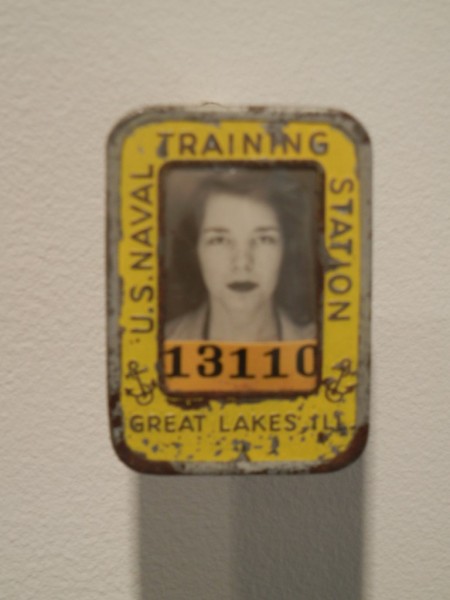 TRAINING
U.S. NAVAL
STATION
13110
GREAT LAKES, ILL.